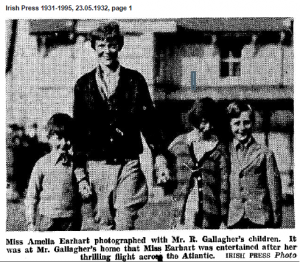 Irish Press 1931-1995, 23.05.1932, page 1
Miss Amelia Earhart photographed with Mr. R. Gallagher's children. It
was at Mr. Gallagher's home that Miss Earhart was entertained after her
thrilling flight across the Atlantic. IRISH PRESS Photo